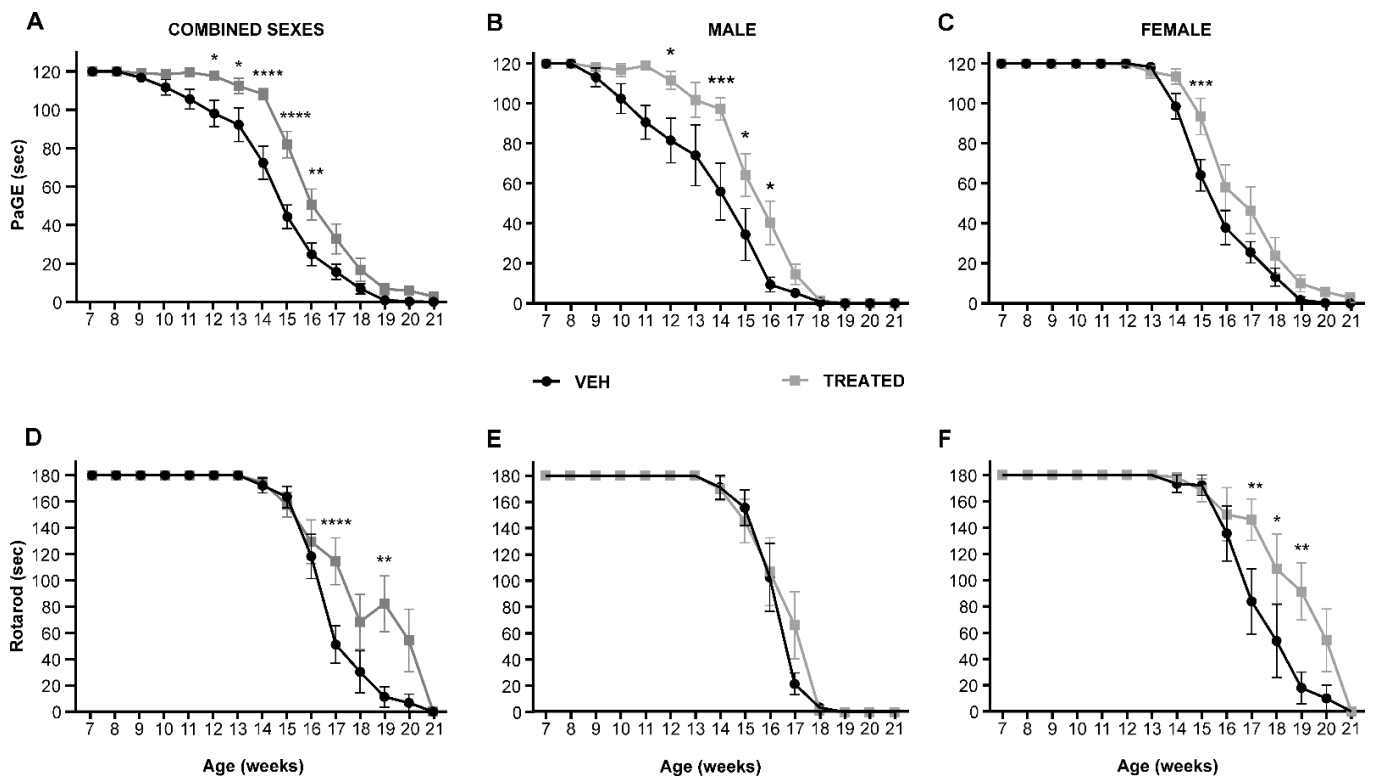 A
COMBINED SEXES
B
MALE
C
FEMALE
PaGE (sec)
120
100
80
60
40
20
0
* * **** **** **
7 8 9 10 11 12 13 14 15 16 17 18 19 20 21
120
100
80
60
40
20
0
* *** * *
7 8 9 10 11 12 13 14 15 16 17 18 19 20 21
120
100
80
60
40
20
0
***
7 8 9 10 11 12 13 14 15 16 17 18 19 20 21
VEH
TREATED
D
E
F
Rotarod (sec)
180
160
140
120
100
80
60
40
20
0
**** **
7 8 9 10 11 12 13 14 15 16 17 18 19 20 21
Age (weeks)
180
160
140
120
100
80
60
40
20
0
7 8 9 10 11 12 13 14 15 16 17 18 19 20 21
Age (weeks)
180
160
140
120
100
80
60
40
20
0
** * **
7 8 9 10 11 12 13 14 15 16 17 18 19 20 21
Age (weeks)